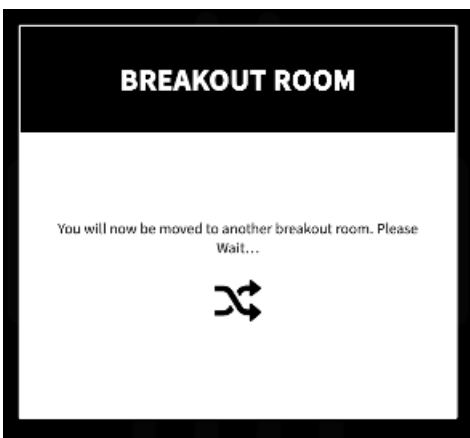 BREAKOUT ROOM
You will now be moved to another breakout room. Please
Wait...